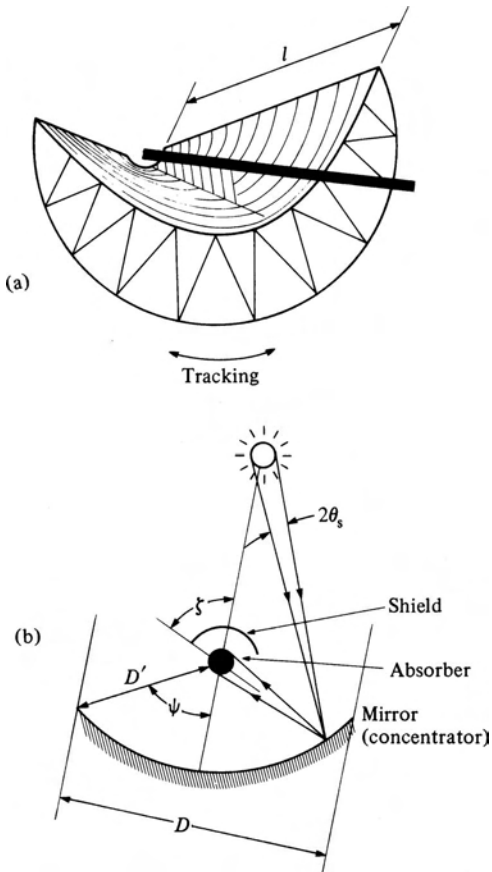 l
(a)
Tracking
2θₛ
ζ
Shield
(b)
Absorber
D′
ψ
Mirror
(concentrator)
D